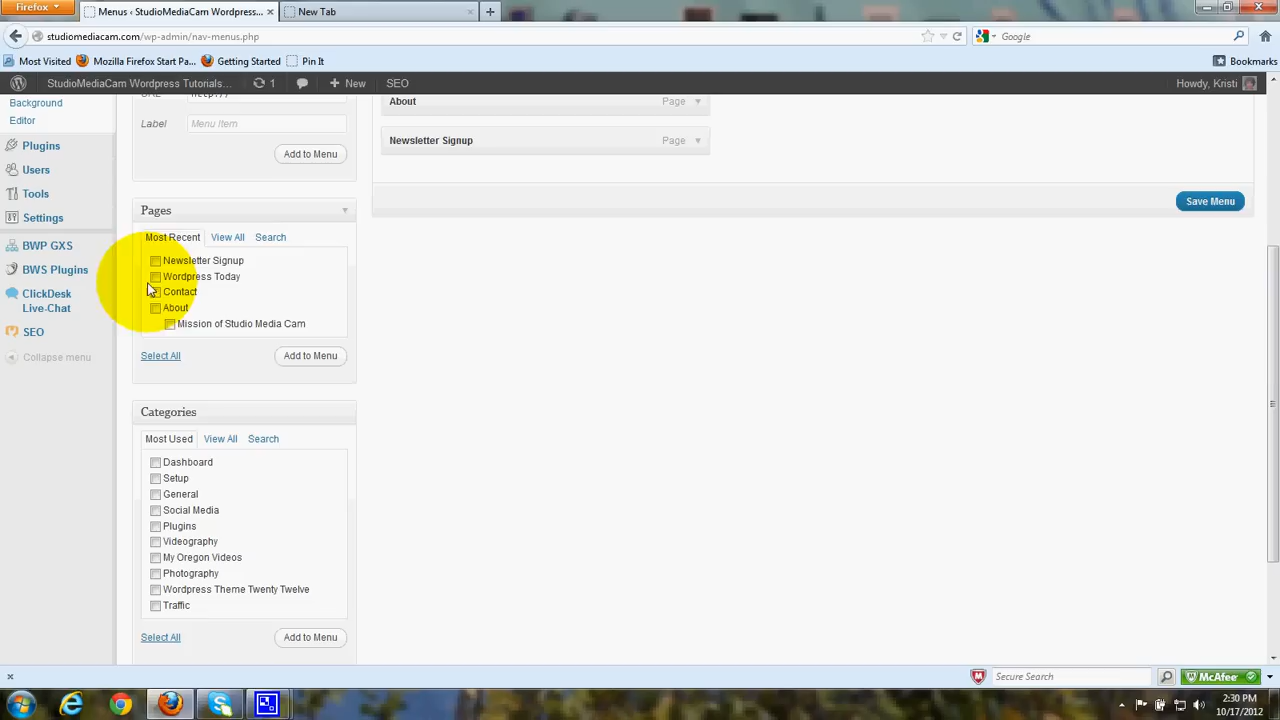 Firefox
Menus ‹ StudioMediaCam Wordpress...
New Tab
studiomediacam.com/wp-admin/nav-menus.php
Google
Most Visited
Mozilla Firefox Start Pa...
Getting Started
Pin It
Bookmarks
StudioMediaCam Wordpress Tutorials...
1
New
SEO
Howdy, Kristi
Background
Editor
Plugins
Users
Tools
Settings
BWP GXS
BWS Plugins
ClickDesk
Live-Chat
SEO
Collapse menu
URL http://
Label Menu Item
Add to Menu
Pages
Most Recent View All Search
Newsletter Signup
Wordpress Today
Contact
About
Mission of Studio Media Cam
Select All Add to Menu
Categories
Most Used View All Search
Dashboard
Setup
General
Social Media
Plugins
Videography
My Oregon Videos
Photography
Wordpress Theme Twenty Twelve
Traffic
Select All Add to Menu
About Page
Newsletter Signup Page
Save Menu
Secure Search
McAfee
2:30 PM
10/17/2012